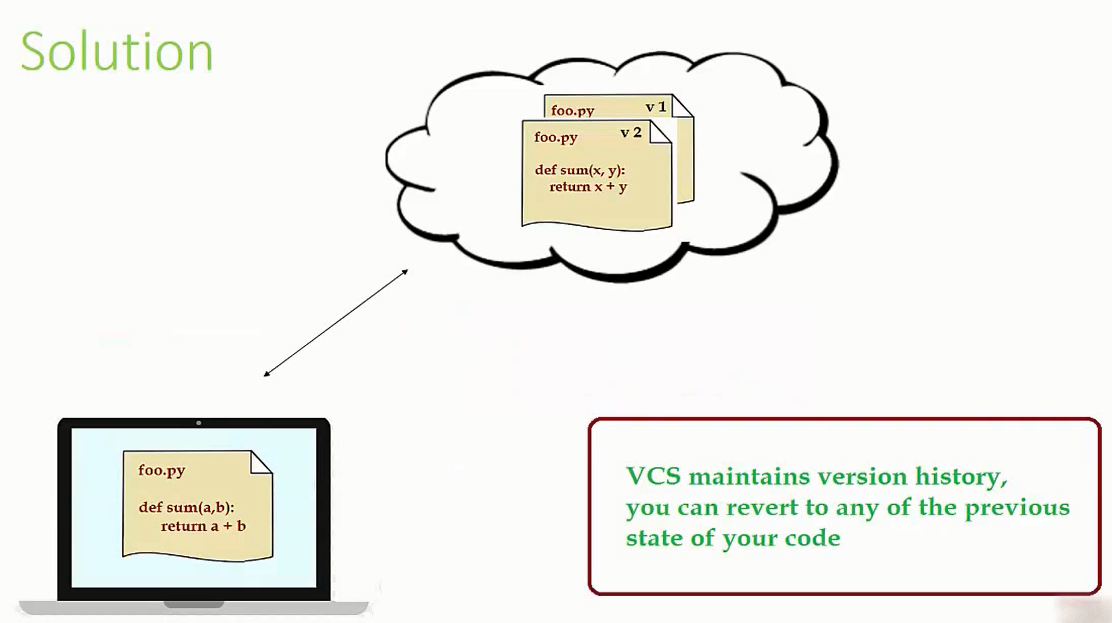 Solution
foo.py v 1
foo.py v 2
def sum(x, y):
return x + y
foo.py
def sum(a,b):
return a + b
VCS maintains version history,
you can revert to any of the previous
state of your code